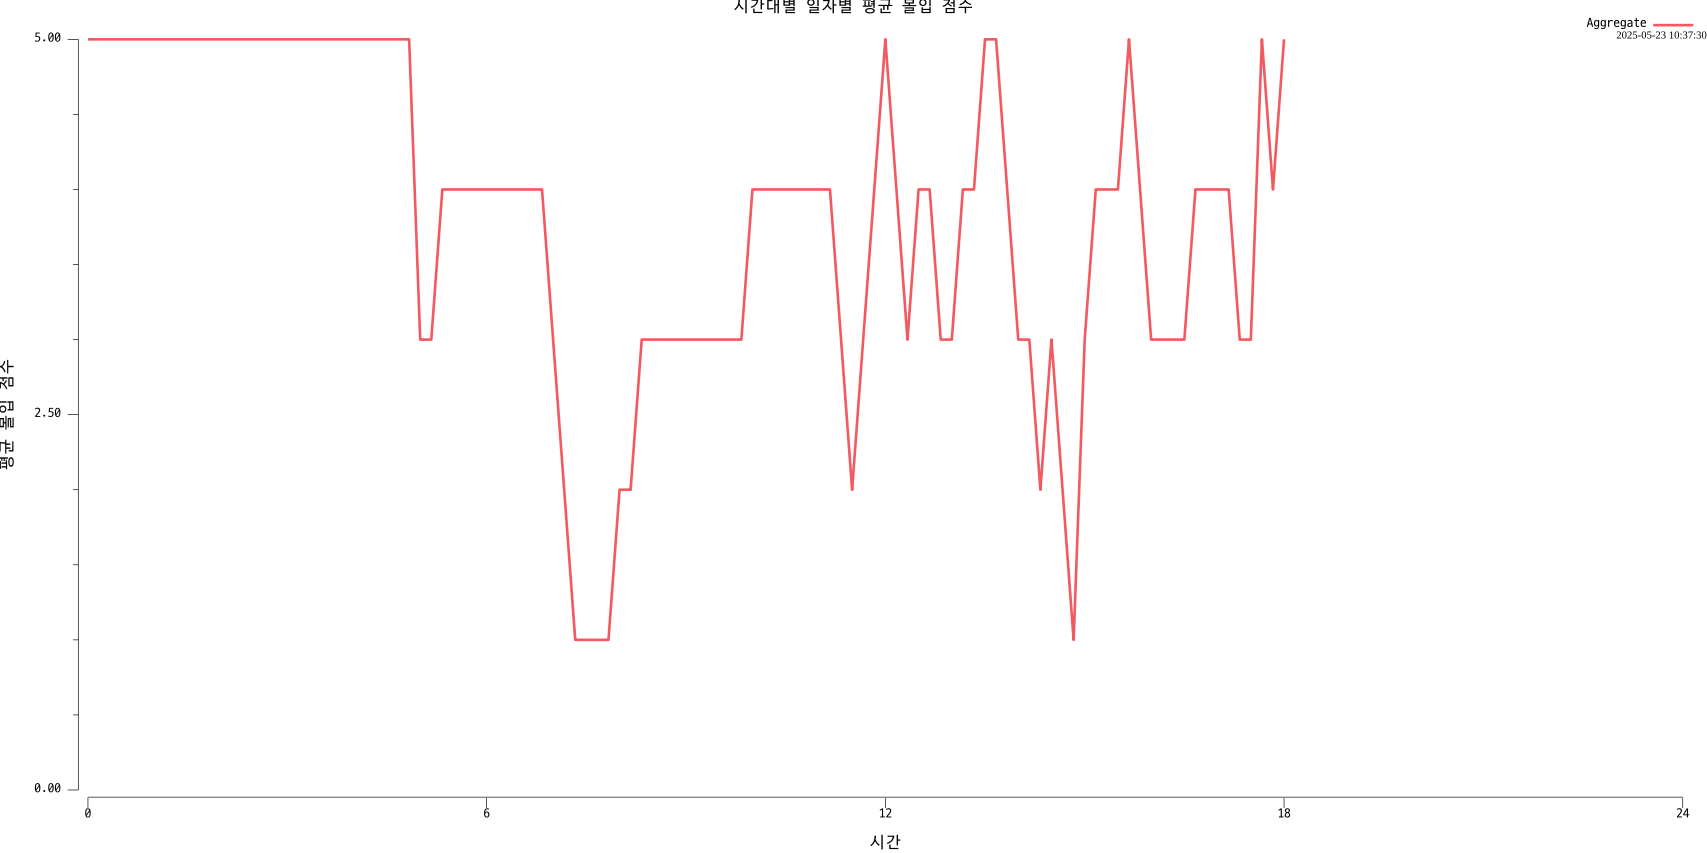 시간대별 일자별 평균 몰입 점수
Aggregate
2025-05-23 10:37:30
5.00
2.50
0.00
평균 몰입 점수
0 6 12 18 24
시간